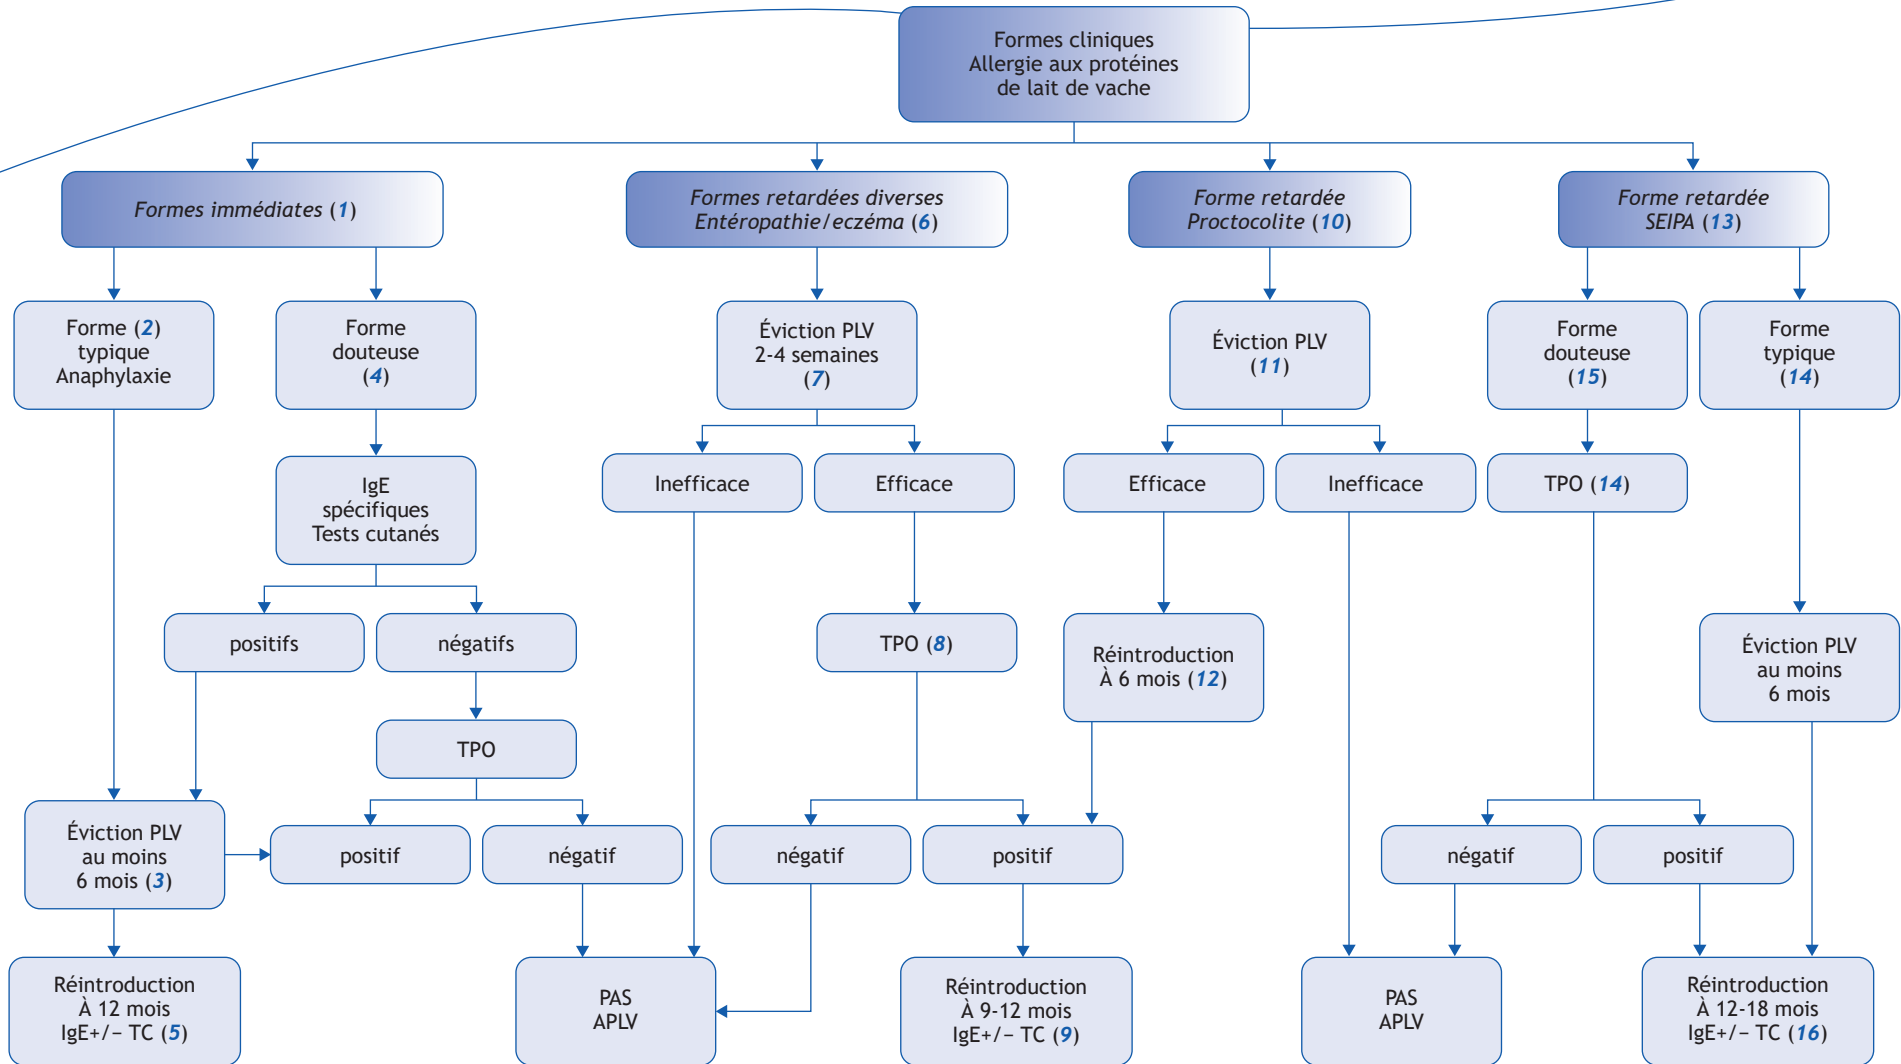 Formes cliniques
Allergie aux protéines
de lait de vache
Formes immédiates (1)
Formes retardées diverses
Entéropathie/eczéma (6)
Forme retardée
Proctocolite (10)
Forme retardée
SEIPA (13)
Forme (2)
typique
Anaphylaxie
Forme
douteuse
(4)
Éviction PLV
2-4 semaines
(7)
Éviction PLV
(11)
Forme
douteuse
(15)
Forme
typique
(14)
IgE
spécifiques
Tests cutanés
Inefficace
Efficace
Efficace
Inefficace
TPO (14)
positifs
négatifs
TPO (8)
Réintroduction
À 6 mois (12)
Éviction PLV
au moins
6 mois
TPO
Éviction PLV
au moins
6 mois (3)
positif
négatif
négatif
positif
négatif
positif
Réintroduction
À 12 mois
IgE+/− TC (5)
PAS
APLV
Réintroduction
À 9-12 mois
IgE+/− TC (9)
PAS
APLV
Réintroduction
À 12-18 mois
IgE+/− TC (16)